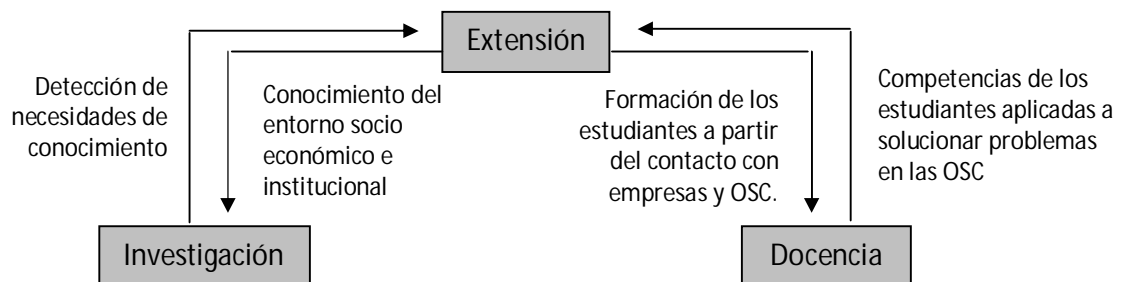 Extensión
Detección de
necesidades de
conocimiento
Conocimiento del
entorno socio
económico e
institucional
Formación de los
estudiantes a partir
del contacto con
empresas y OSC.
Competencias de los
estudiantes aplicadas a
solucionar problemas
en las OSC
Investigación
Docencia